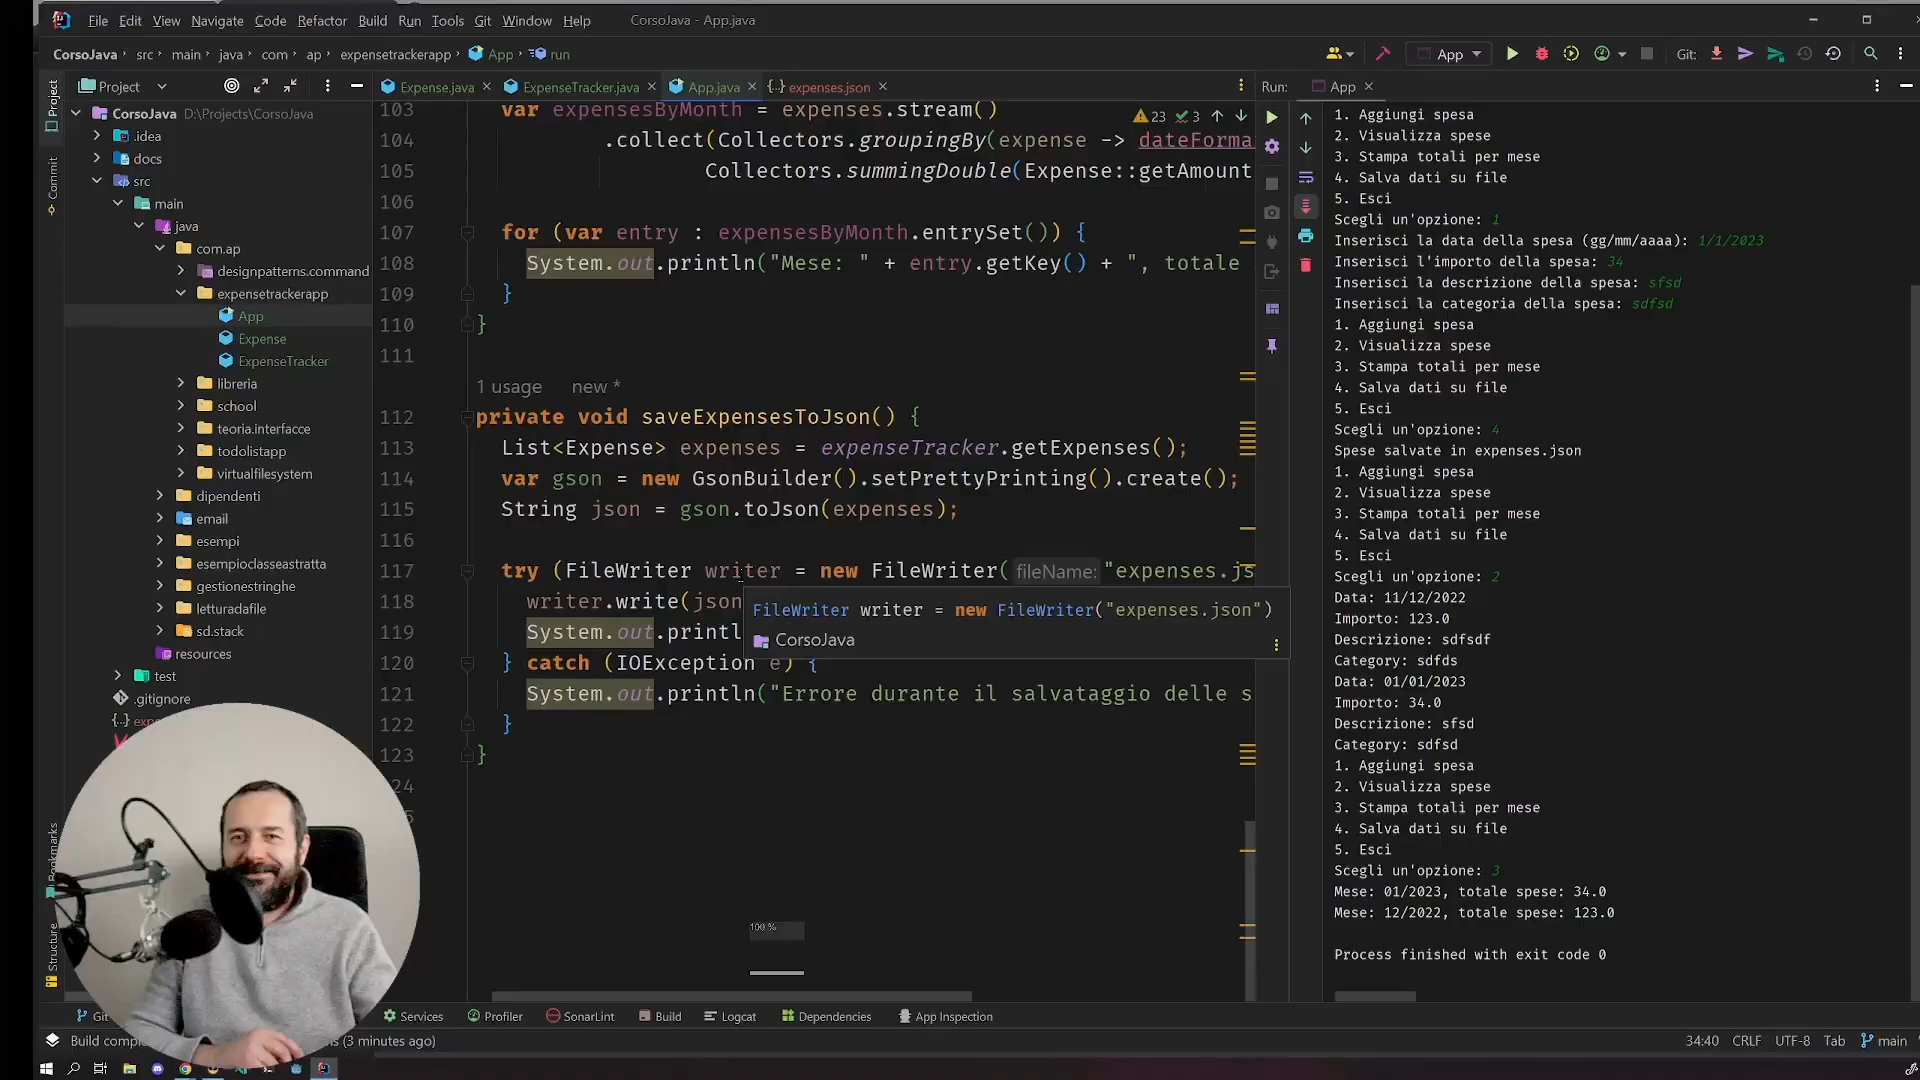 File Edit View Navigate Code Refactor Build Run Tools Git Window Help CorsoJava - App.java
CorsoJava src main java com ap expensetrackerapp App run
App Git:
Project
Expense.java ExpenseTracker.java App.java expenses.json
Run: App
Project
Commit
Bookmarks
Structure
CorsoJava D:\Projects\CorsoJava
.idea
docs
src
main
java
com.ap
designpatterns.command
expensetrackerapp
App
Expense
ExpenseTracker
libreria
school
teoria.interfacce
todolistapp
virtualfilesystem
dipendenti
email
esempi
esempioclasseastratta
gestionestringhe
letturadafile
sd.stack
resources
test
.gitignore
23 3
103 var expensesByMonth = expenses.stream()
104 .collect(Collectors.groupingBy(expense -> dateForma
105 Collectors.summingDouble(Expense::getAmount
106
107 for (var entry : expensesByMonth.entrySet()) {
108 System.out.println("Mese: " + entry.getKey() + ", totale
109 }
110 }
111
1 usage new *
112 private void saveExpensesToJson() {
113 List<Expense> expenses = expenseTracker.getExpenses();
114 var gson = new GsonBuilder().setPrettyPrinting().create();
115 String json = gson.toJson(expenses);
116
117 try (FileWriter writer = new FileWriter( fileName: "expenses.js
118 writer.write(json
119 System.out.printl
120 } catch (IOException e) {
121 System.out.println("Errore durante il salvataggio delle s
122 }
123 }
FileWriter writer = new FileWriter("expenses.json")
CorsoJava
100 %
1. Aggiungi spesa
2. Visualizza spese
3. Stampa totali per mese
4. Salva dati su file
5. Esci
Scegli un'opzione: 1
Inserisci la data della spesa (gg/mm/aaaa): 1/1/2023
Inserisci l'importo della spesa: 34
Inserisci la descrizione della spesa: sfsd
Inserisci la categoria della spesa: sdfsd
1. Aggiungi spesa
2. Visualizza spese
3. Stampa totali per mese
4. Salva dati su file
5. Esci
Scegli un'opzione: 4
Spese salvate in expenses.json
1. Aggiungi spesa
2. Visualizza spese
3. Stampa totali per mese
4. Salva dati su file
5. Esci
Scegli un'opzione: 2
Data: 11/12/2022
Importo: 123.0
Descrizione: sdfsdf
Category: sdfds
Data: 01/01/2023
Importo: 34.0
Descrizione: sfsd
Category: sdfsd
1. Aggiungi spesa
2. Visualizza spese
3. Stampa totali per mese
4. Salva dati su file
5. Esci
Scegli un'opzione: 3
Mese: 01/2023, totale spese: 34.0
Mese: 12/2022, totale spese: 123.0
Process finished with exit code 0
Git Services Profiler SonarLint Build Logcat Dependencies App Inspection
(3 minutes ago) 34:40 CRLF UTF-8 Tab main